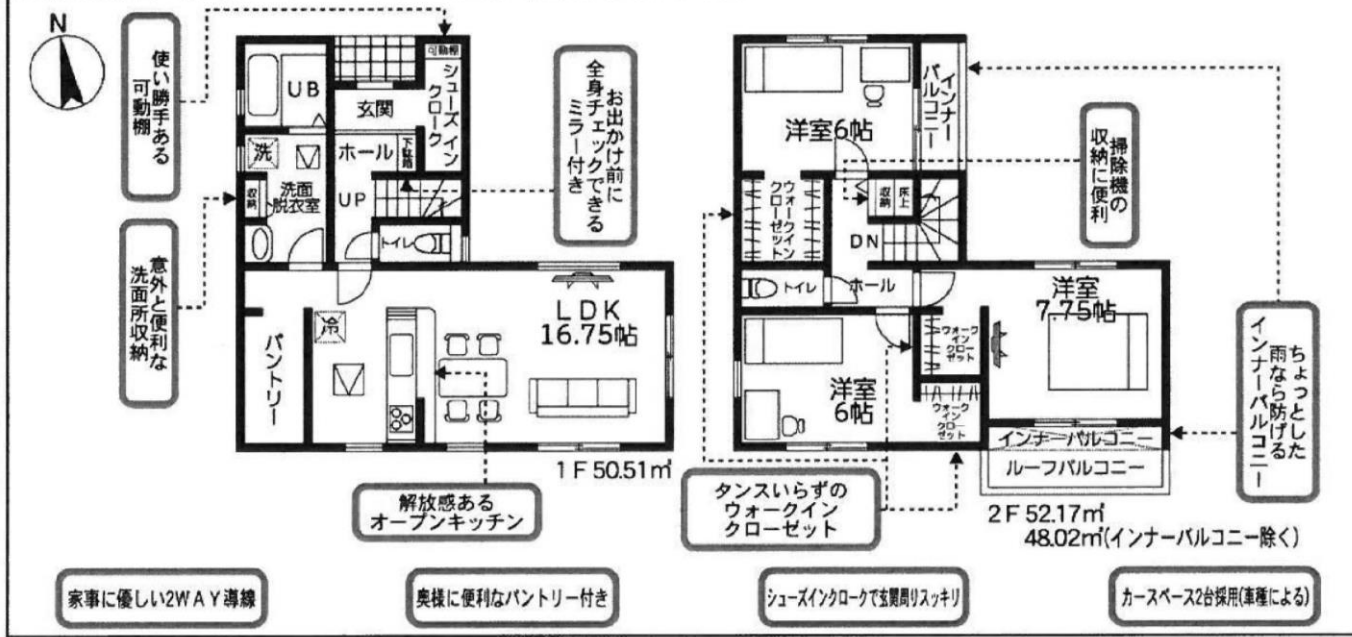 N
使い勝手ある
可動棚
意外と便利な
洗面所収納
UB
洗
収納
洗面
脱衣室
玄関
ホール
UP
可動棚
シューズイン
クローク
下駄箱
トイレ
パントリー
冷
LDK
16.75帖
1F 50.51㎡
お出かけ前に
全身チェックできる
ミラー付き
解放感ある
オープンキッチン
洋室6帖
インナー
バルコニー
ウォークイン
クローゼット
収納
床上
DN
トイレ
ホール
洋室
7.75帖
ウォーク
イン
クロー
ゼット
洋室
6帖
ウォーク
イン
クロー
ゼット
インナーバルコニー
ルーフバルコニー
掃除機の
収納に便利
ちょっとした
雨なら防げる
インナーバルコニー
タンスいらずの
ウォークイン
クローゼット
2F 52.17㎡
48.02㎡(インナーバルコニー除く)
家事に優しい2WAY導線
奥様に便利なパントリー付き
シューズインクロークで玄関周りスッキリ
カースペース2台採用(車種による)